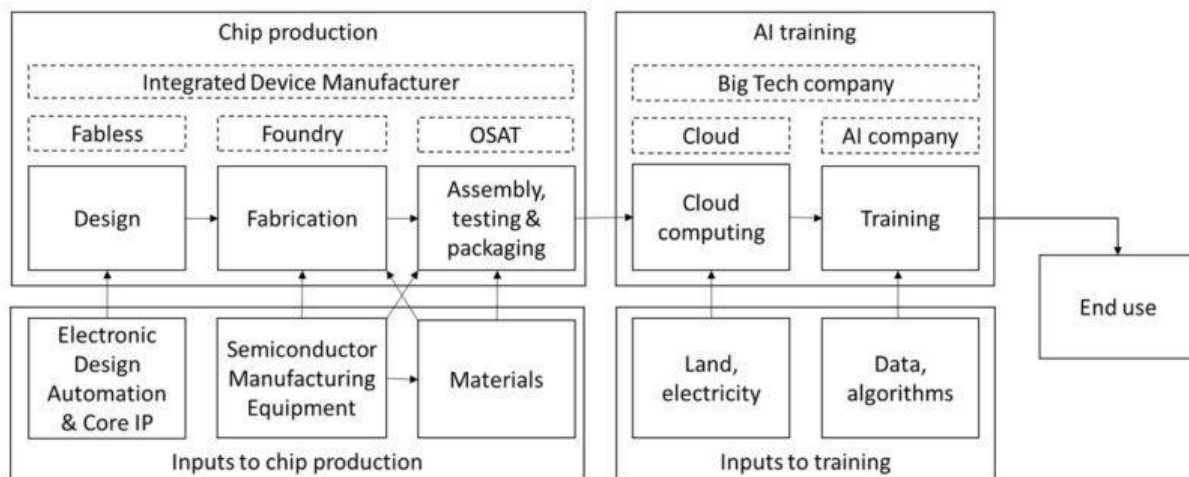 Chip production
Integrated Device Manufacturer
Fabless
Foundry
OSAT
Design
Fabrication
Assembly,
testing &
packaging
Electronic
Design
Automation
& Core IP
Semiconductor
Manufacturing
Equipment
Materials
Inputs to chip production
AI training
Big Tech company
Cloud
AI company
Cloud
computing
Training
Land,
electricity
Data,
algorithms
Inputs to training
End use